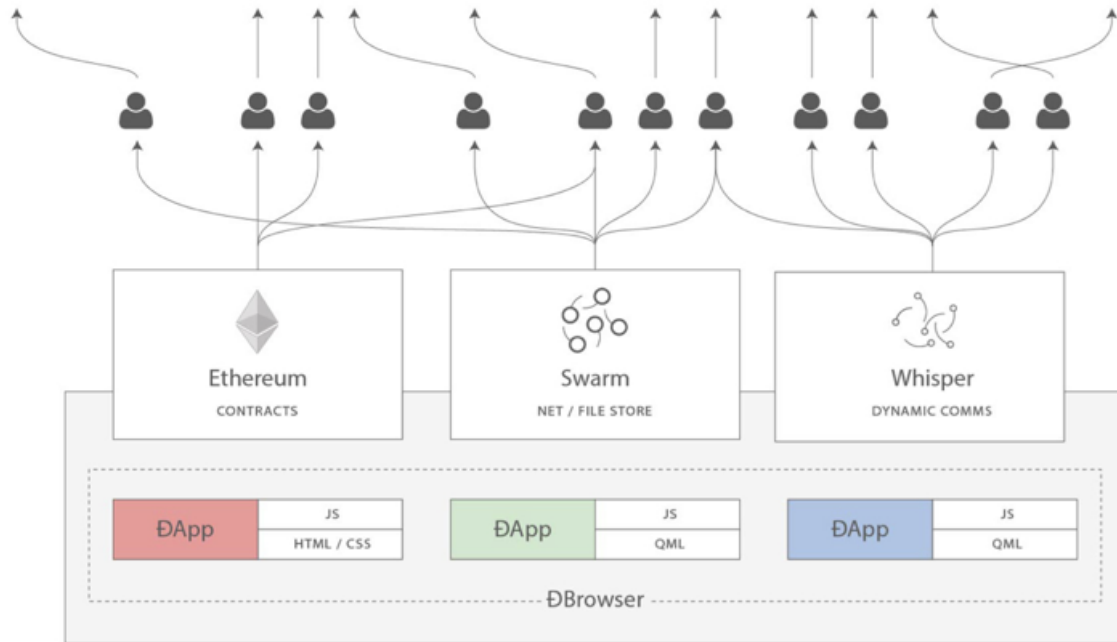 Ethereum
CONTRACTS
Swarm
NET / FILE STORE
Whisper
DYNAMIC COMMS
ĐApp
JS
HTML / CSS
ĐApp
JS
QML
ĐApp
JS
QML
ĐBrowser